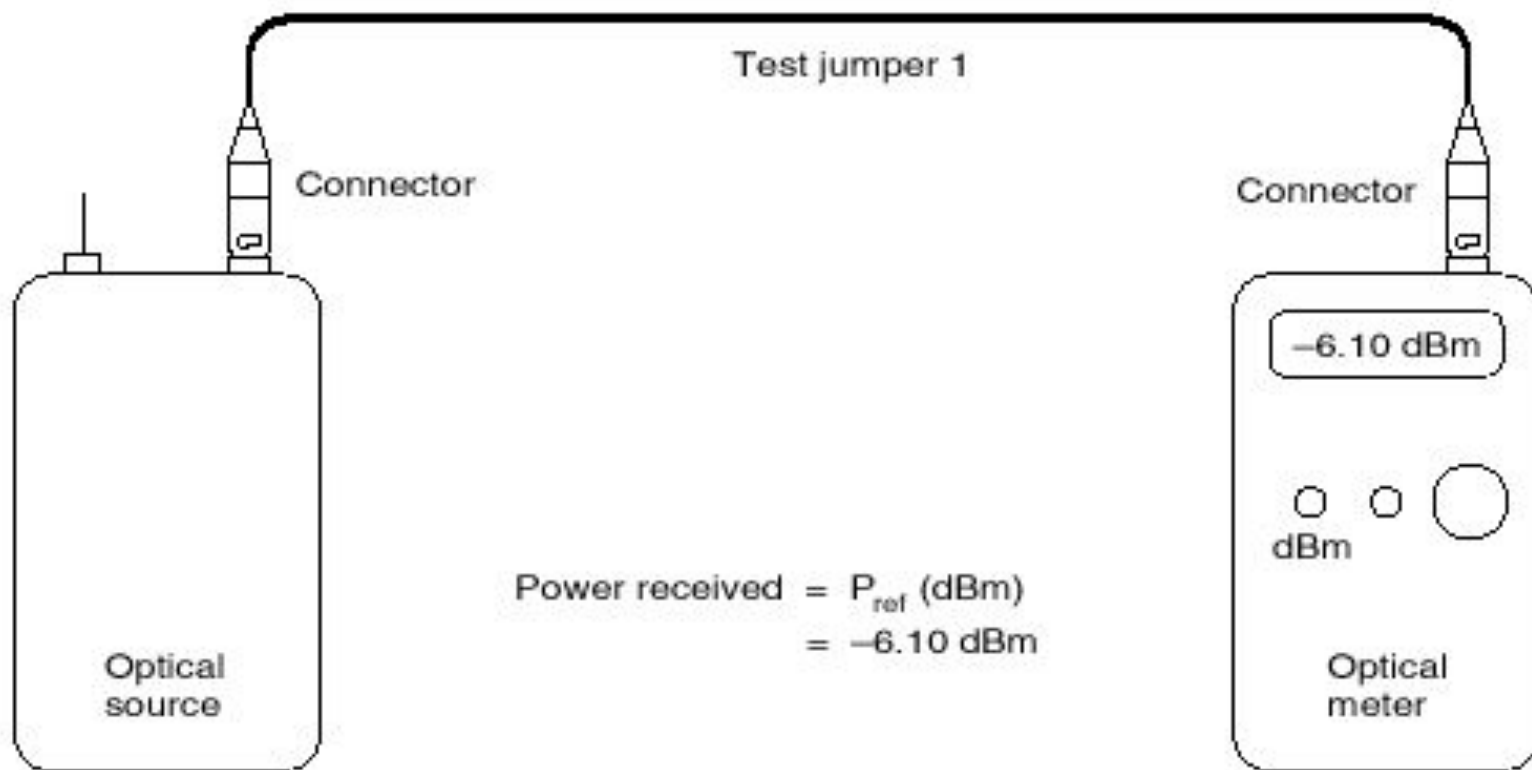 Test jumper 1
Connector
Connector
–6.10 dBm
dBm
Power received = Pref (dBm)
= –6.10 dBm
Optical
source
Optical
meter